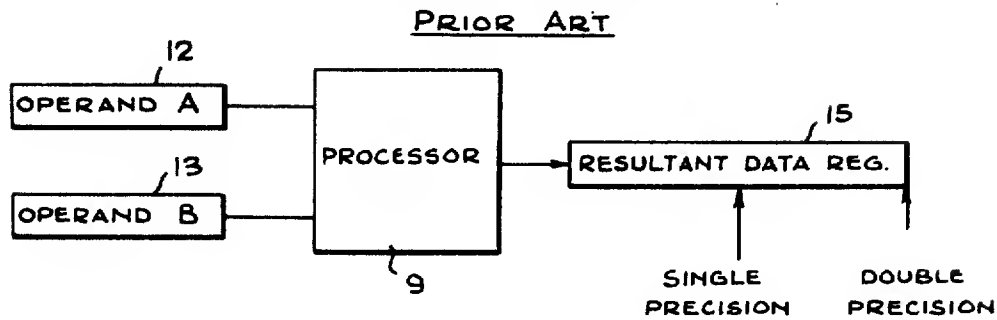 PRIOR ART
12
OPERAND A
13
OPERAND B
PROCESSOR
9
15
RESULTANT DATA REG.
SINGLE PRECISION
DOUBLE PRECISION